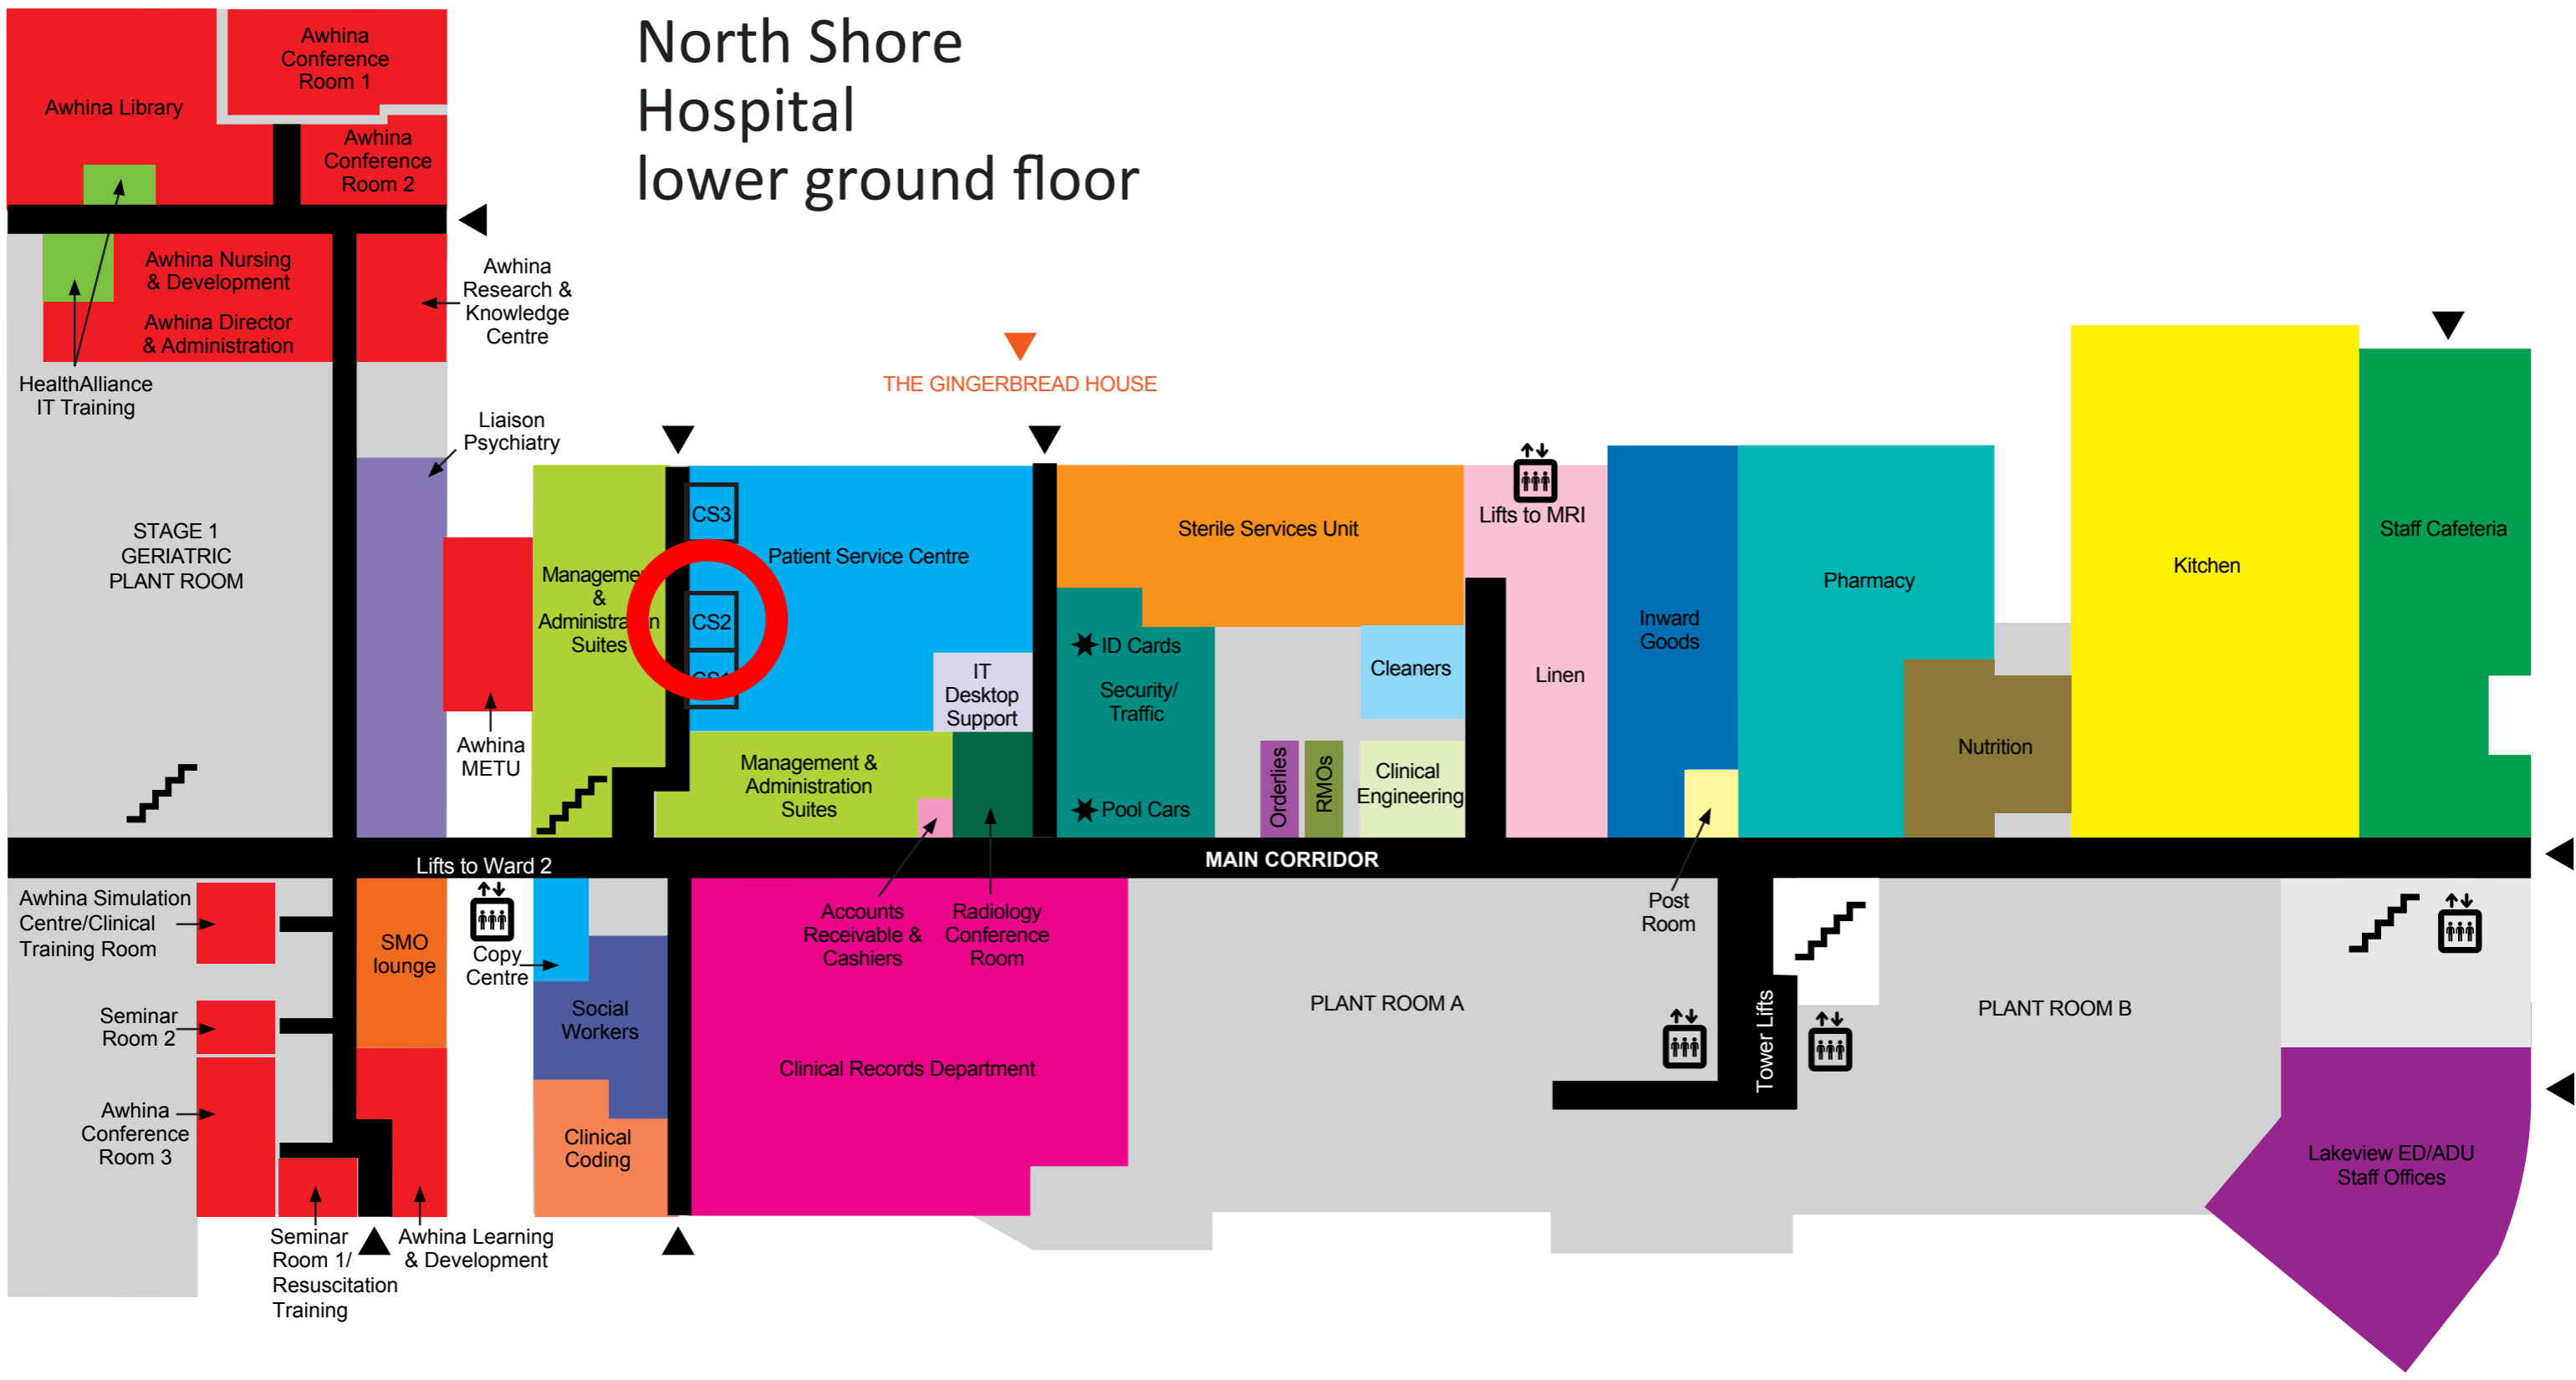 North Shore
Hospital
lower ground floor
Awhina
Conference
Room 1
Awhina Library
Awhina
Conference
Room 2
Awhina Nursing
& Development
Awhina Director
& Administration
Awhina
Research &
Knowledge
Centre
HealthAlliance
IT Training
THE GINGERBREAD HOUSE
Liaison
Psychiatry
STAGE 1
GERIATRIC
PLANT ROOM
Awhina
METU
&
Suites
CS3
CS2
Patient Service Centre
IT
Desktop
Support
Management &
Administration
Suites
Sterile Services Unit
ID Cards
Security/
Traffic
Pool Cars
Cleaners
Orderlies
RMOs
Clinical
Engineering
Lifts to MRI
Linen
Inward
Goods
Pharmacy
Nutrition
Kitchen
Staff Cafeteria
Lifts to Ward 2
MAIN CORRIDOR
Awhina Simulation
Centre/Clinical
Training Room
Seminar
Room 2
Awhina
Conference
Room 3
SMO
lounge
Copy
Centre
Social
Workers
Clinical
Coding
Accounts
Receivable &
Cashiers
Radiology
Conference
Room
Clinical Records Department
PLANT ROOM A
Post
Room
Tower Lifts
PLANT ROOM B
Lakeview ED/ADU
Staff Offices
Seminar
Room 1/
Resuscitation
Training
Awhina Learning
& Development